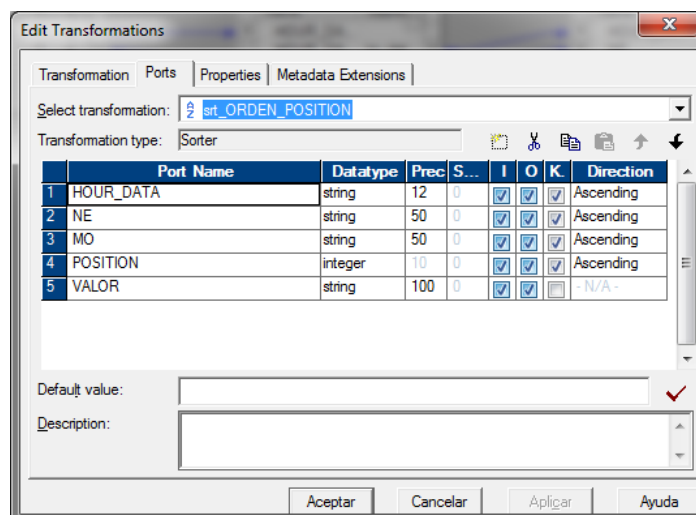 Edit Transformations
Transformation Ports Properties Metadata Extensions
Select transformation: srt_ORDEN_POSITION
Transformation type: Sorter
Port Name Datatype Prec S... I O K. Direction
1 HOUR_DATA string 12 0 Ascending
2 NE string 50 0 Ascending
3 MO string 50 0 Ascending
4 POSITION integer 10 0 Ascending
5 VALOR string 100 0 - N/A -
Default value:
Description:
Aceptar Cancelar Aplicar Ayuda